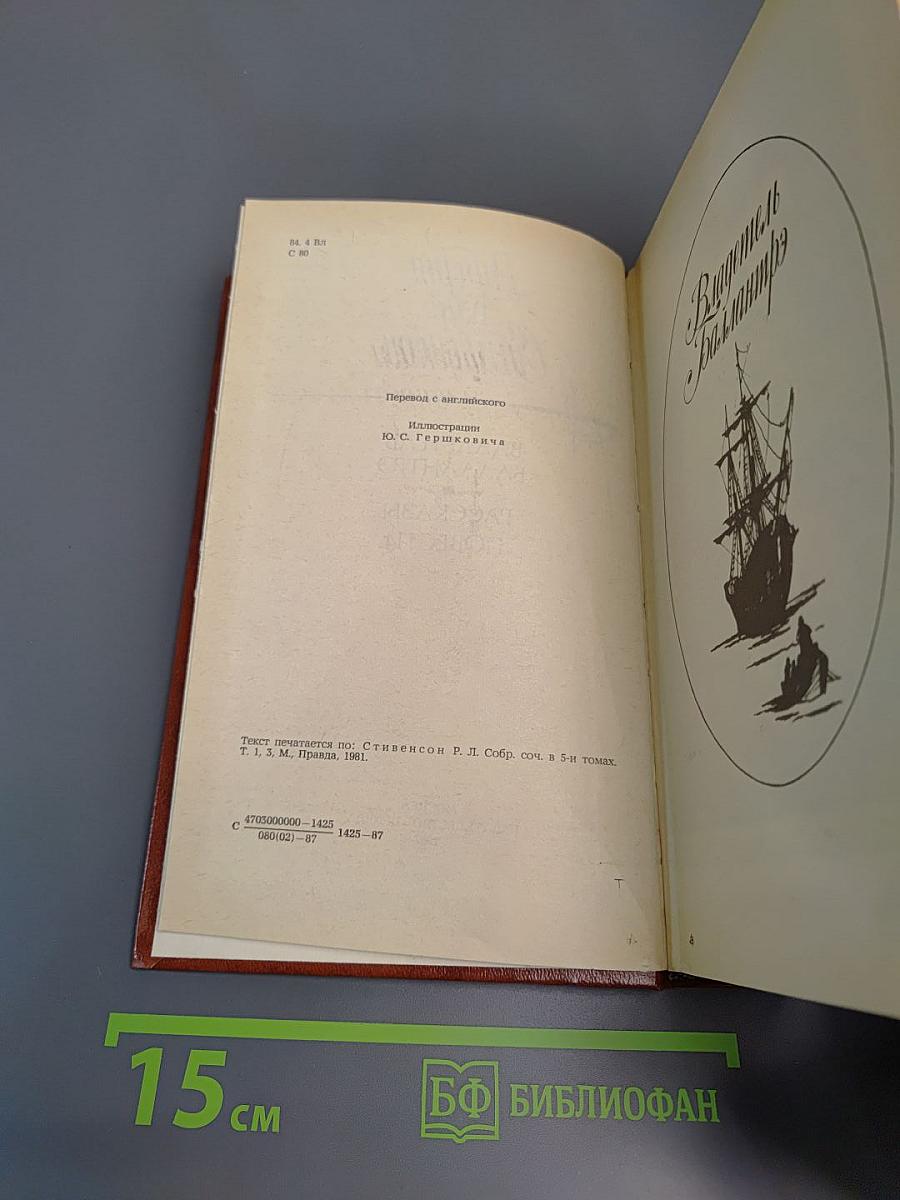 84. 4 Вл
С 80
Перевод с английского
Иллюстрации
Ю. С. Гершковича
Текст печатается по: Стивенсон Р. Л. Собр. соч. в 5-и томах.
Т. 1, 3, М., Правда, 1981.
С 4703000000—1425
080(02)—87
1425—87
Владетель
Баллантрэ
15 см
БФ БИБЛИОФАН